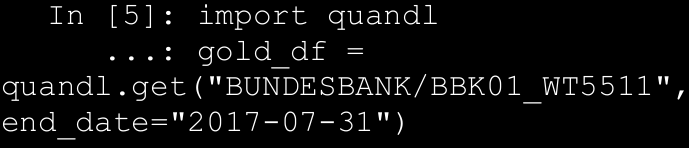 In [5]: import quandl
...: gold_df =
quandl.get("BUNDESBANK/BBK01_WT5511",
end_date="2017-07-31")